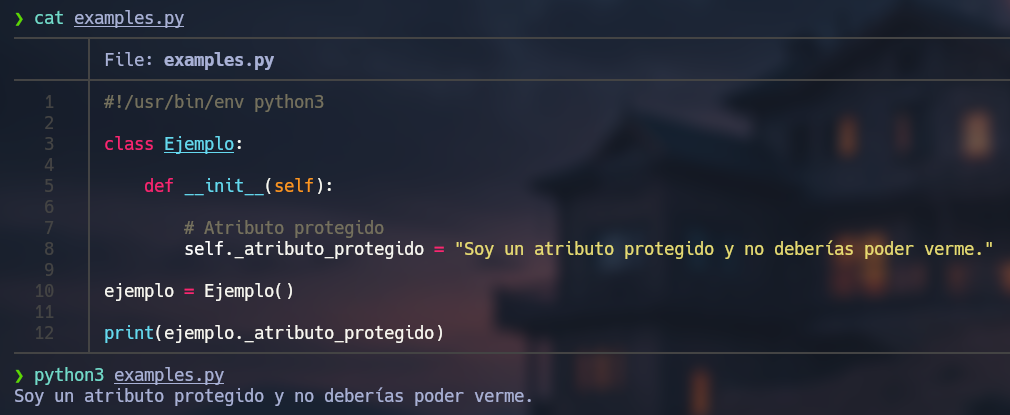 ❯ cat examples.py
File: examples.py
1 #!/usr/bin/env python3
2
3 class Ejemplo:
4
5     def __init__(self):
6
7         # Atributo protegido
8         self._atributo_protegido = "Soy un atributo protegido y no deberías poder verme."
9
10 ejemplo = Ejemplo()
11
12 print(ejemplo._atributo_protegido)
❯ python3 examples.py
Soy un atributo protegido y no deberías poder verme.